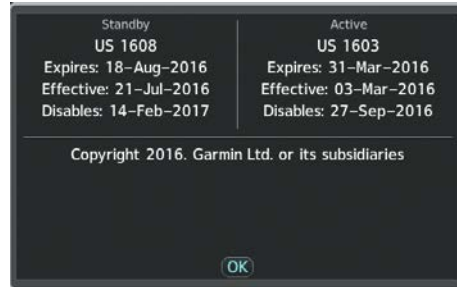 Standby
US 1608
Expires: 18–Aug–2016
Effective: 21–Jul–2016
Disables: 14–Feb–2017
Active
US 1603
Expires: 31–Mar–2016
Effective: 03–Mar–2016
Disables: 27–Sep–2016
Copyright 2016. Garmin Ltd. or its subsidiaries
OK